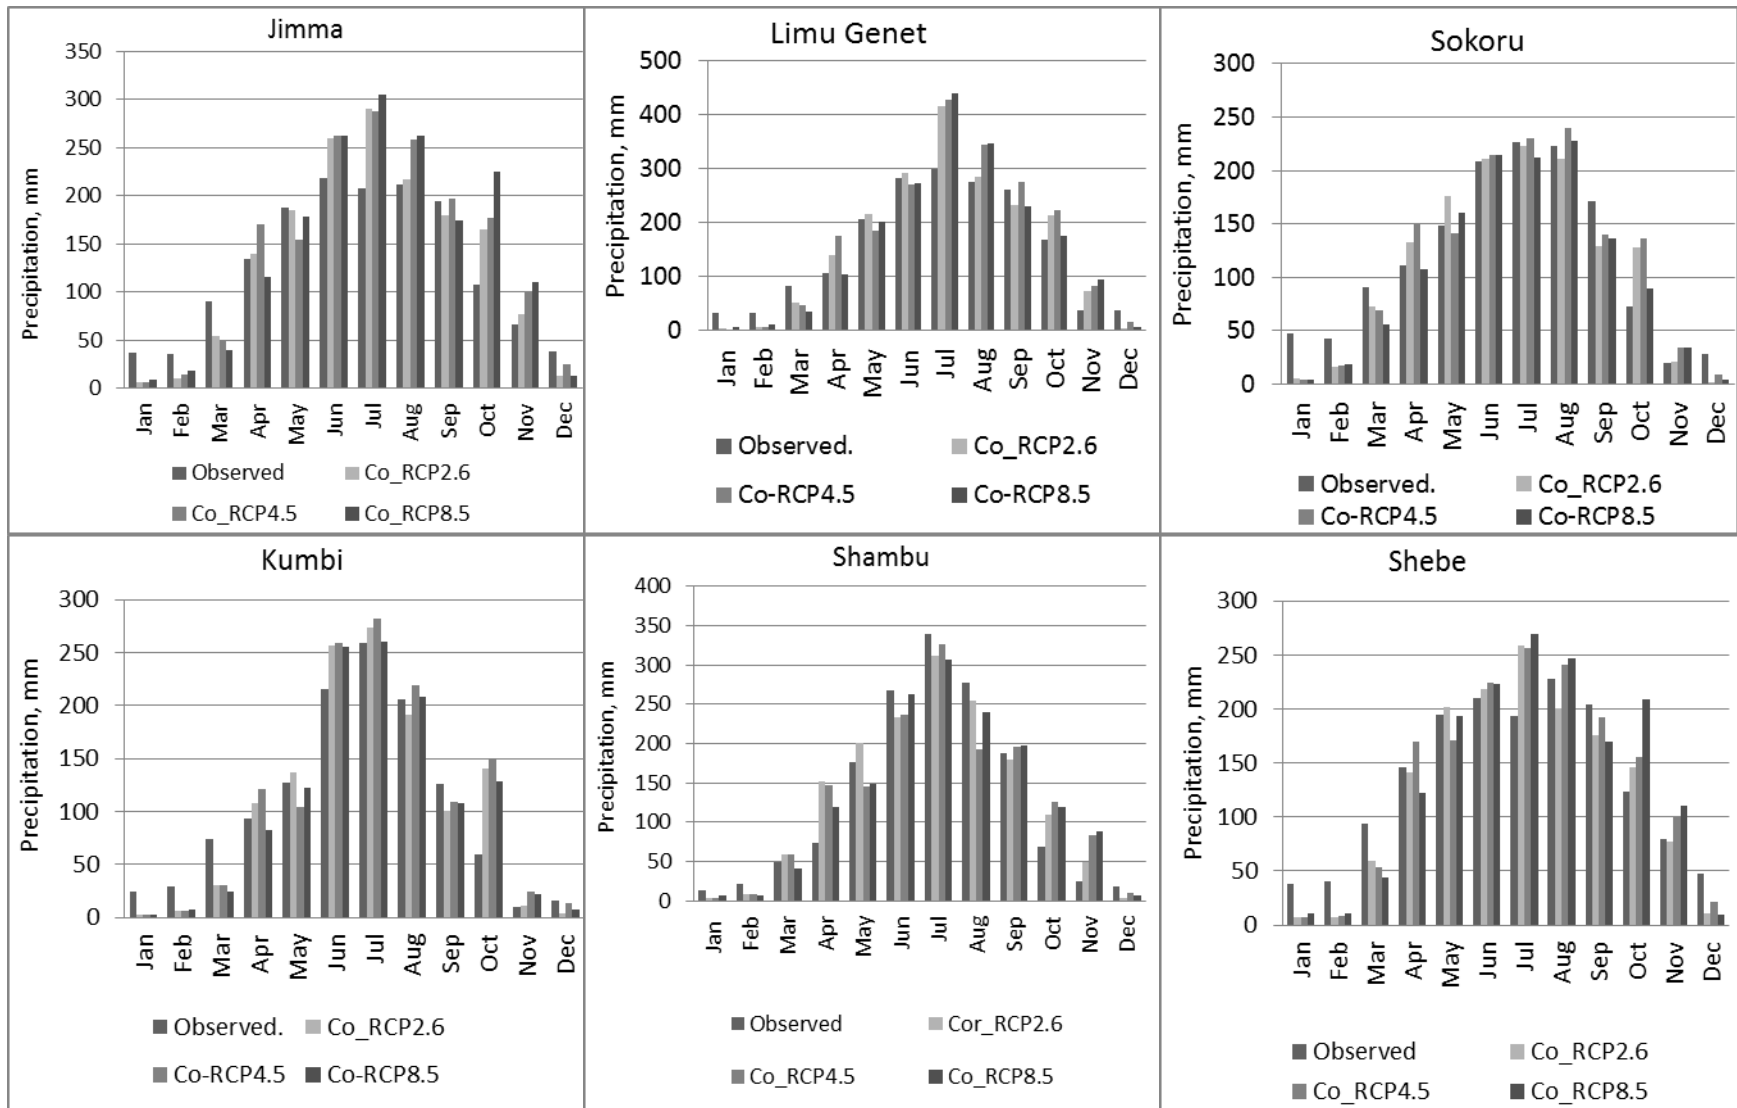 Jimma
Precipitation, mm
350
300
250
200
150
100
50
0
Jan Feb Mar Apr May Jun Jul Aug Sep Oct Nov Dec
Observed Co_RCP2.6
Co_RCP4.5 Co_RCP8.5
Limu Genet
Precipitation, mm
500
400
300
200
100
0
Jan Feb Mar Apr May Jun Jul Aug Sep Oct Nov Dec
Observed. Co_RCP2.6
Co-RCP4.5 Co-RCP8.5
Sokoru
Precipitation, mm
300
250
200
150
100
50
0
Jan Feb Mar Apr May Jun Jul Aug Sep Oct Nov Dec
Observed. Co_RCP2.6
Co-RCP4.5 Co-RCP8.5
Kumbi
Precipitation, mm
300
250
200
150
100
50
0
Jan Feb Mar Apr May Jun Jul Aug Sep Oct Nov Dec
Observed. Co_RCP2.6
Co-RCP4.5 Co-RCP8.5
Shambu
Precipitation, mm
400
350
300
250
200
150
100
50
0
Jan Feb Mar Apr May Jun Jul Aug Sep Oct Nov Dec
Observed Cor_RCP2.6
Co_RCP4.5 Co_RCP8.5
Shebe
Precipitation, mm
300
250
200
150
100
50
0
Jan Feb Mar Apr May Jun Jul Aug Sep Oct Nov Dec
Observed Co_RCP2.6
Co_RCP4.5 Co_RCP8.5